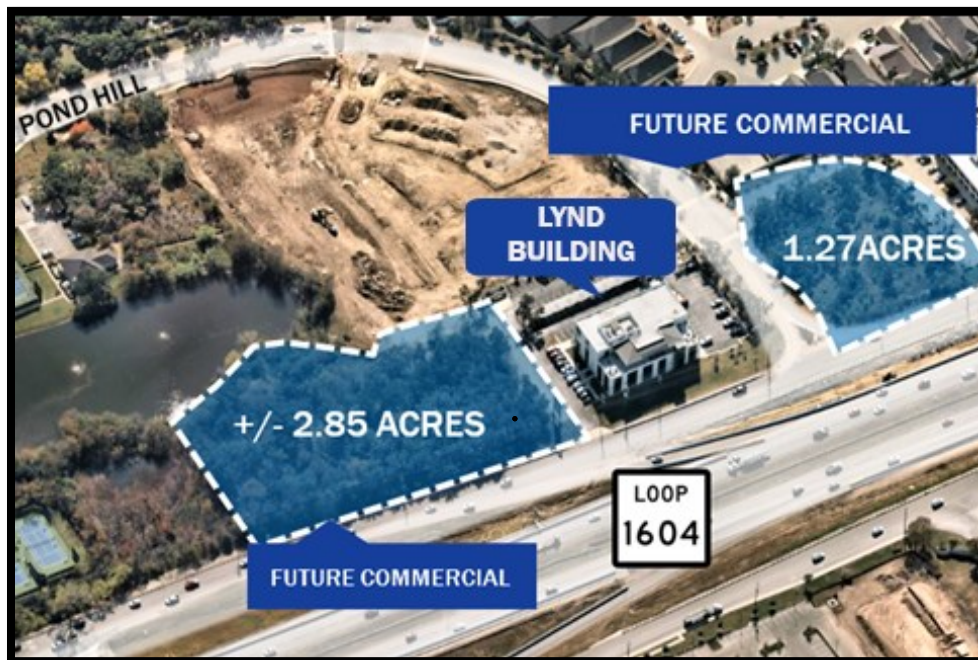 POND HILL
FUTURE COMMERCIAL
LYND
BUILDING
1.27ACRES
+/- 2.85 ACRES
LOOP
1604
FUTURE COMMERCIAL